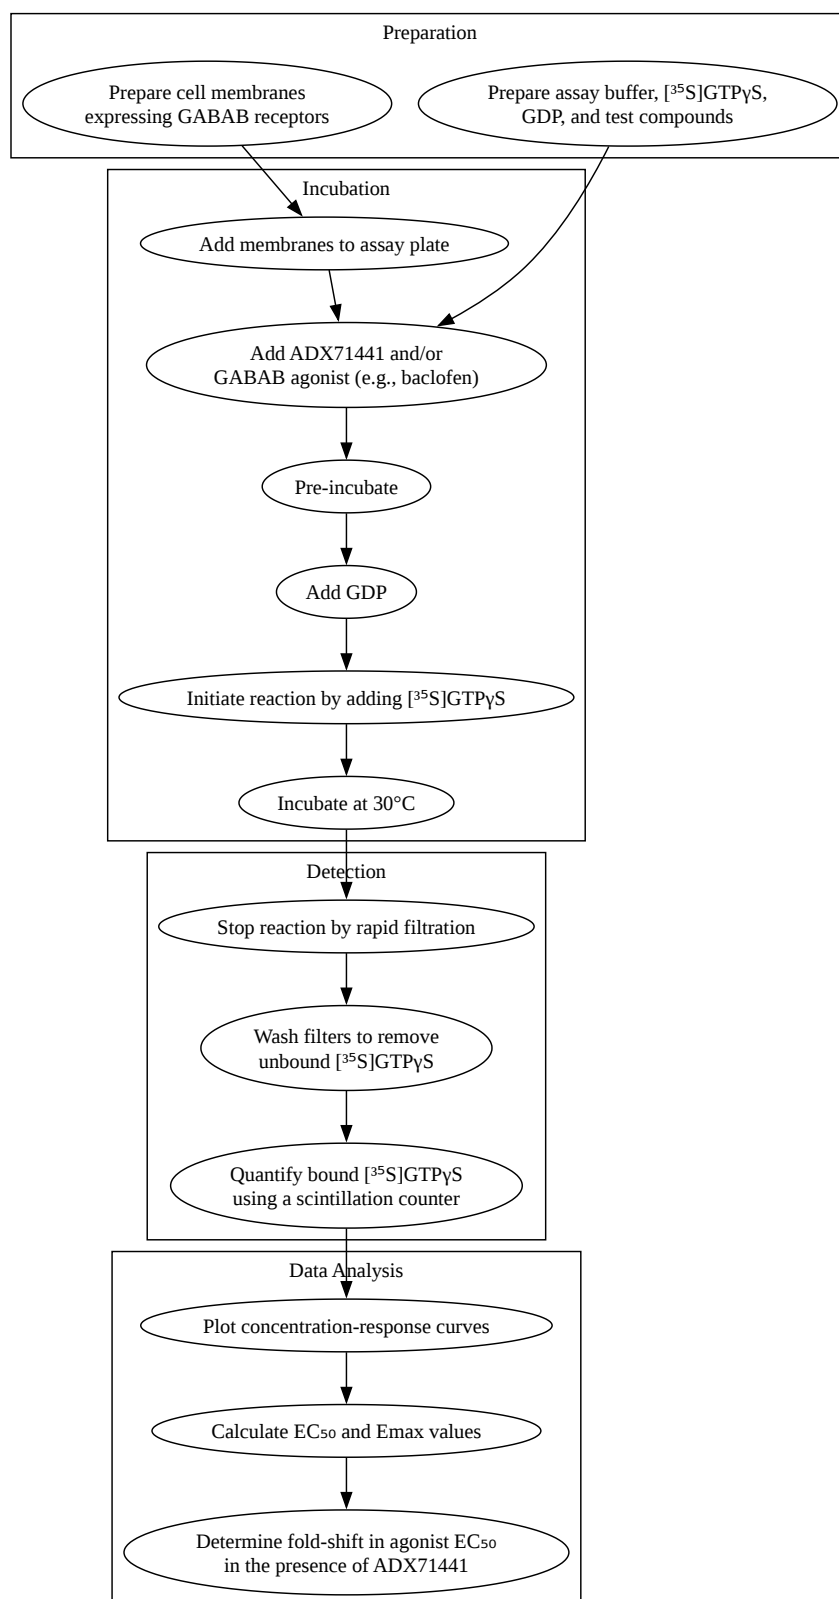 Preparation
Prepare cell membranes
expressing GABAB receptors
Prepare assay buffer, [³⁵S]GTPγS,
GDP, and test compounds
Incubation
Add membranes to assay plate
Add ADX71441 and/or
GABAB agonist (e.g., baclofen)
Pre-incubate
Add GDP
Initiate reaction by adding [³⁵S]GTPγS
Incubate at 30°C
Detection
Stop reaction by rapid filtration
Wash filters to remove
unbound [³⁵S]GTPγS
Quantify bound [³⁵S]GTPγS
using a scintillation counter
Data Analysis
Plot concentration-response curves
Calculate EC₅₀ and Emax values
Determine fold-shift in agonist EC₅₀
in the presence of ADX71441